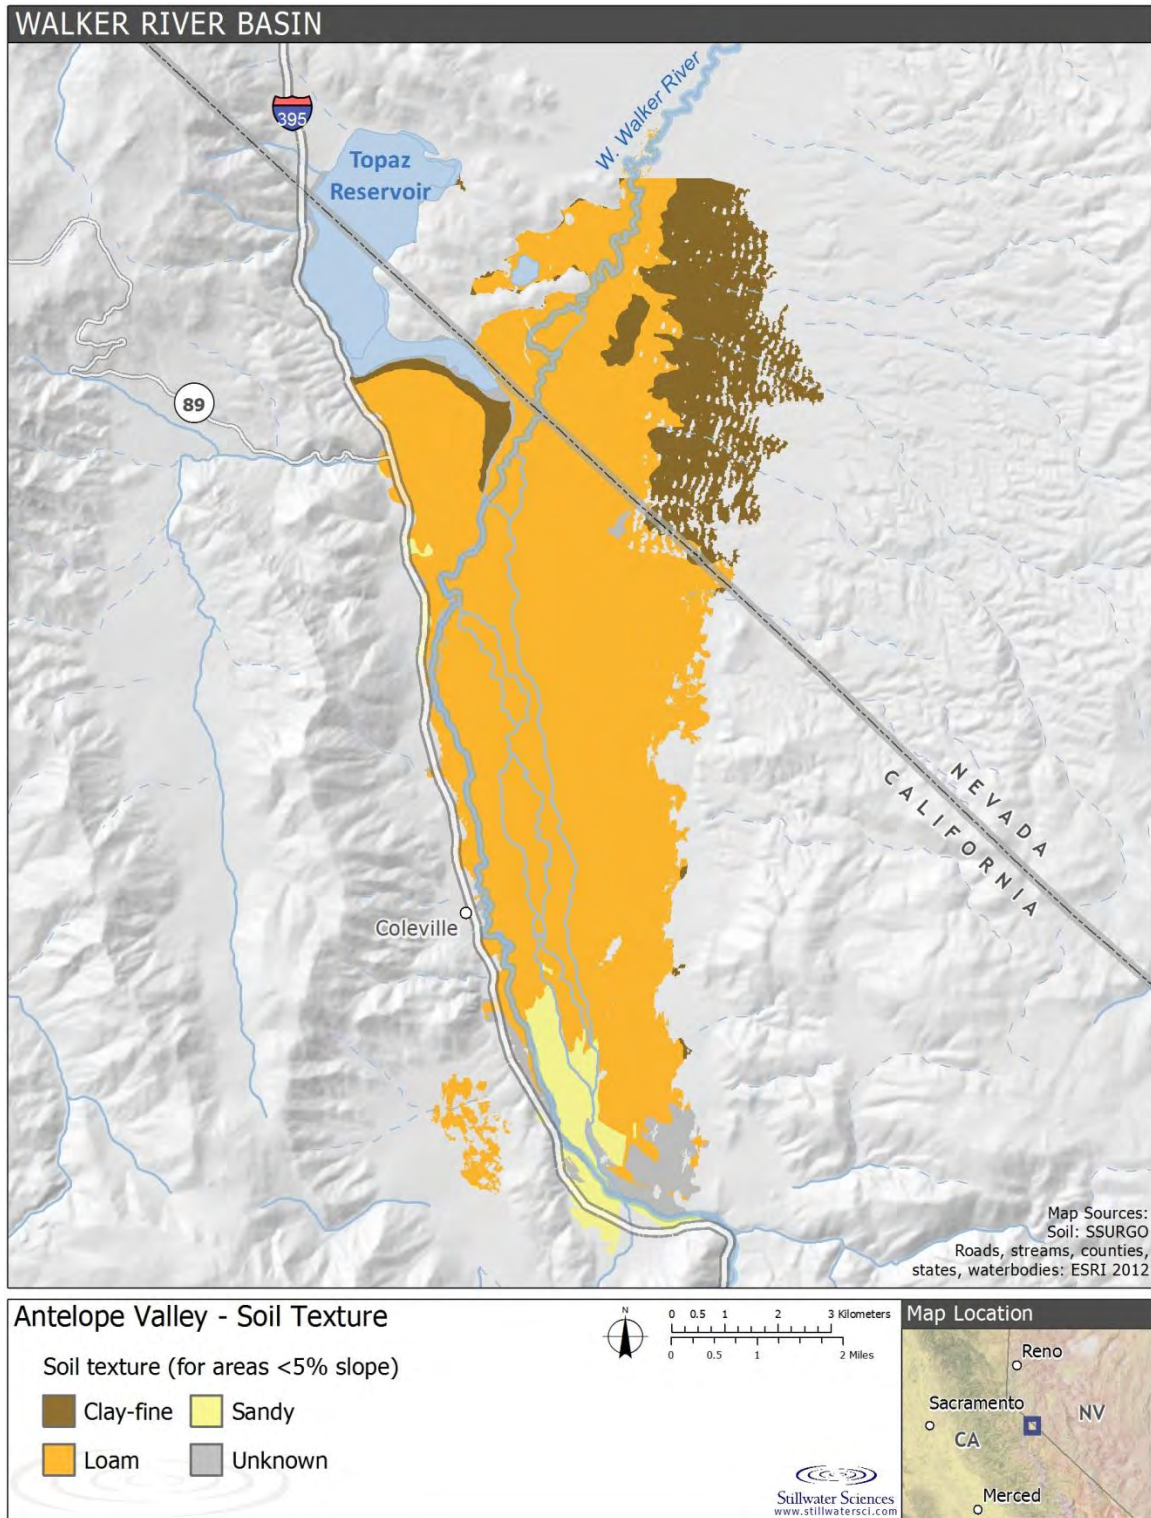 WALKER RIVER BASIN
395
W. Walker River
Topaz
Reservoir
89
NEVADA
CALIFORNIA
Coleville
Map Sources:
Soil: SSURGO
Roads, streams, counties,
states, waterbodies: ESRI 2012
Antelope Valley - Soil Texture
Soil texture (for areas <5% slope)
Clay-fine
Sandy
Loam
Unknown
N
0 0.5 1 2 3 Kilometers
0 0.5 1 2 Miles
Stillwater Sciences
www.stillwatersci.com
Map Location
Reno
Sacramento
NV
CA
Merced